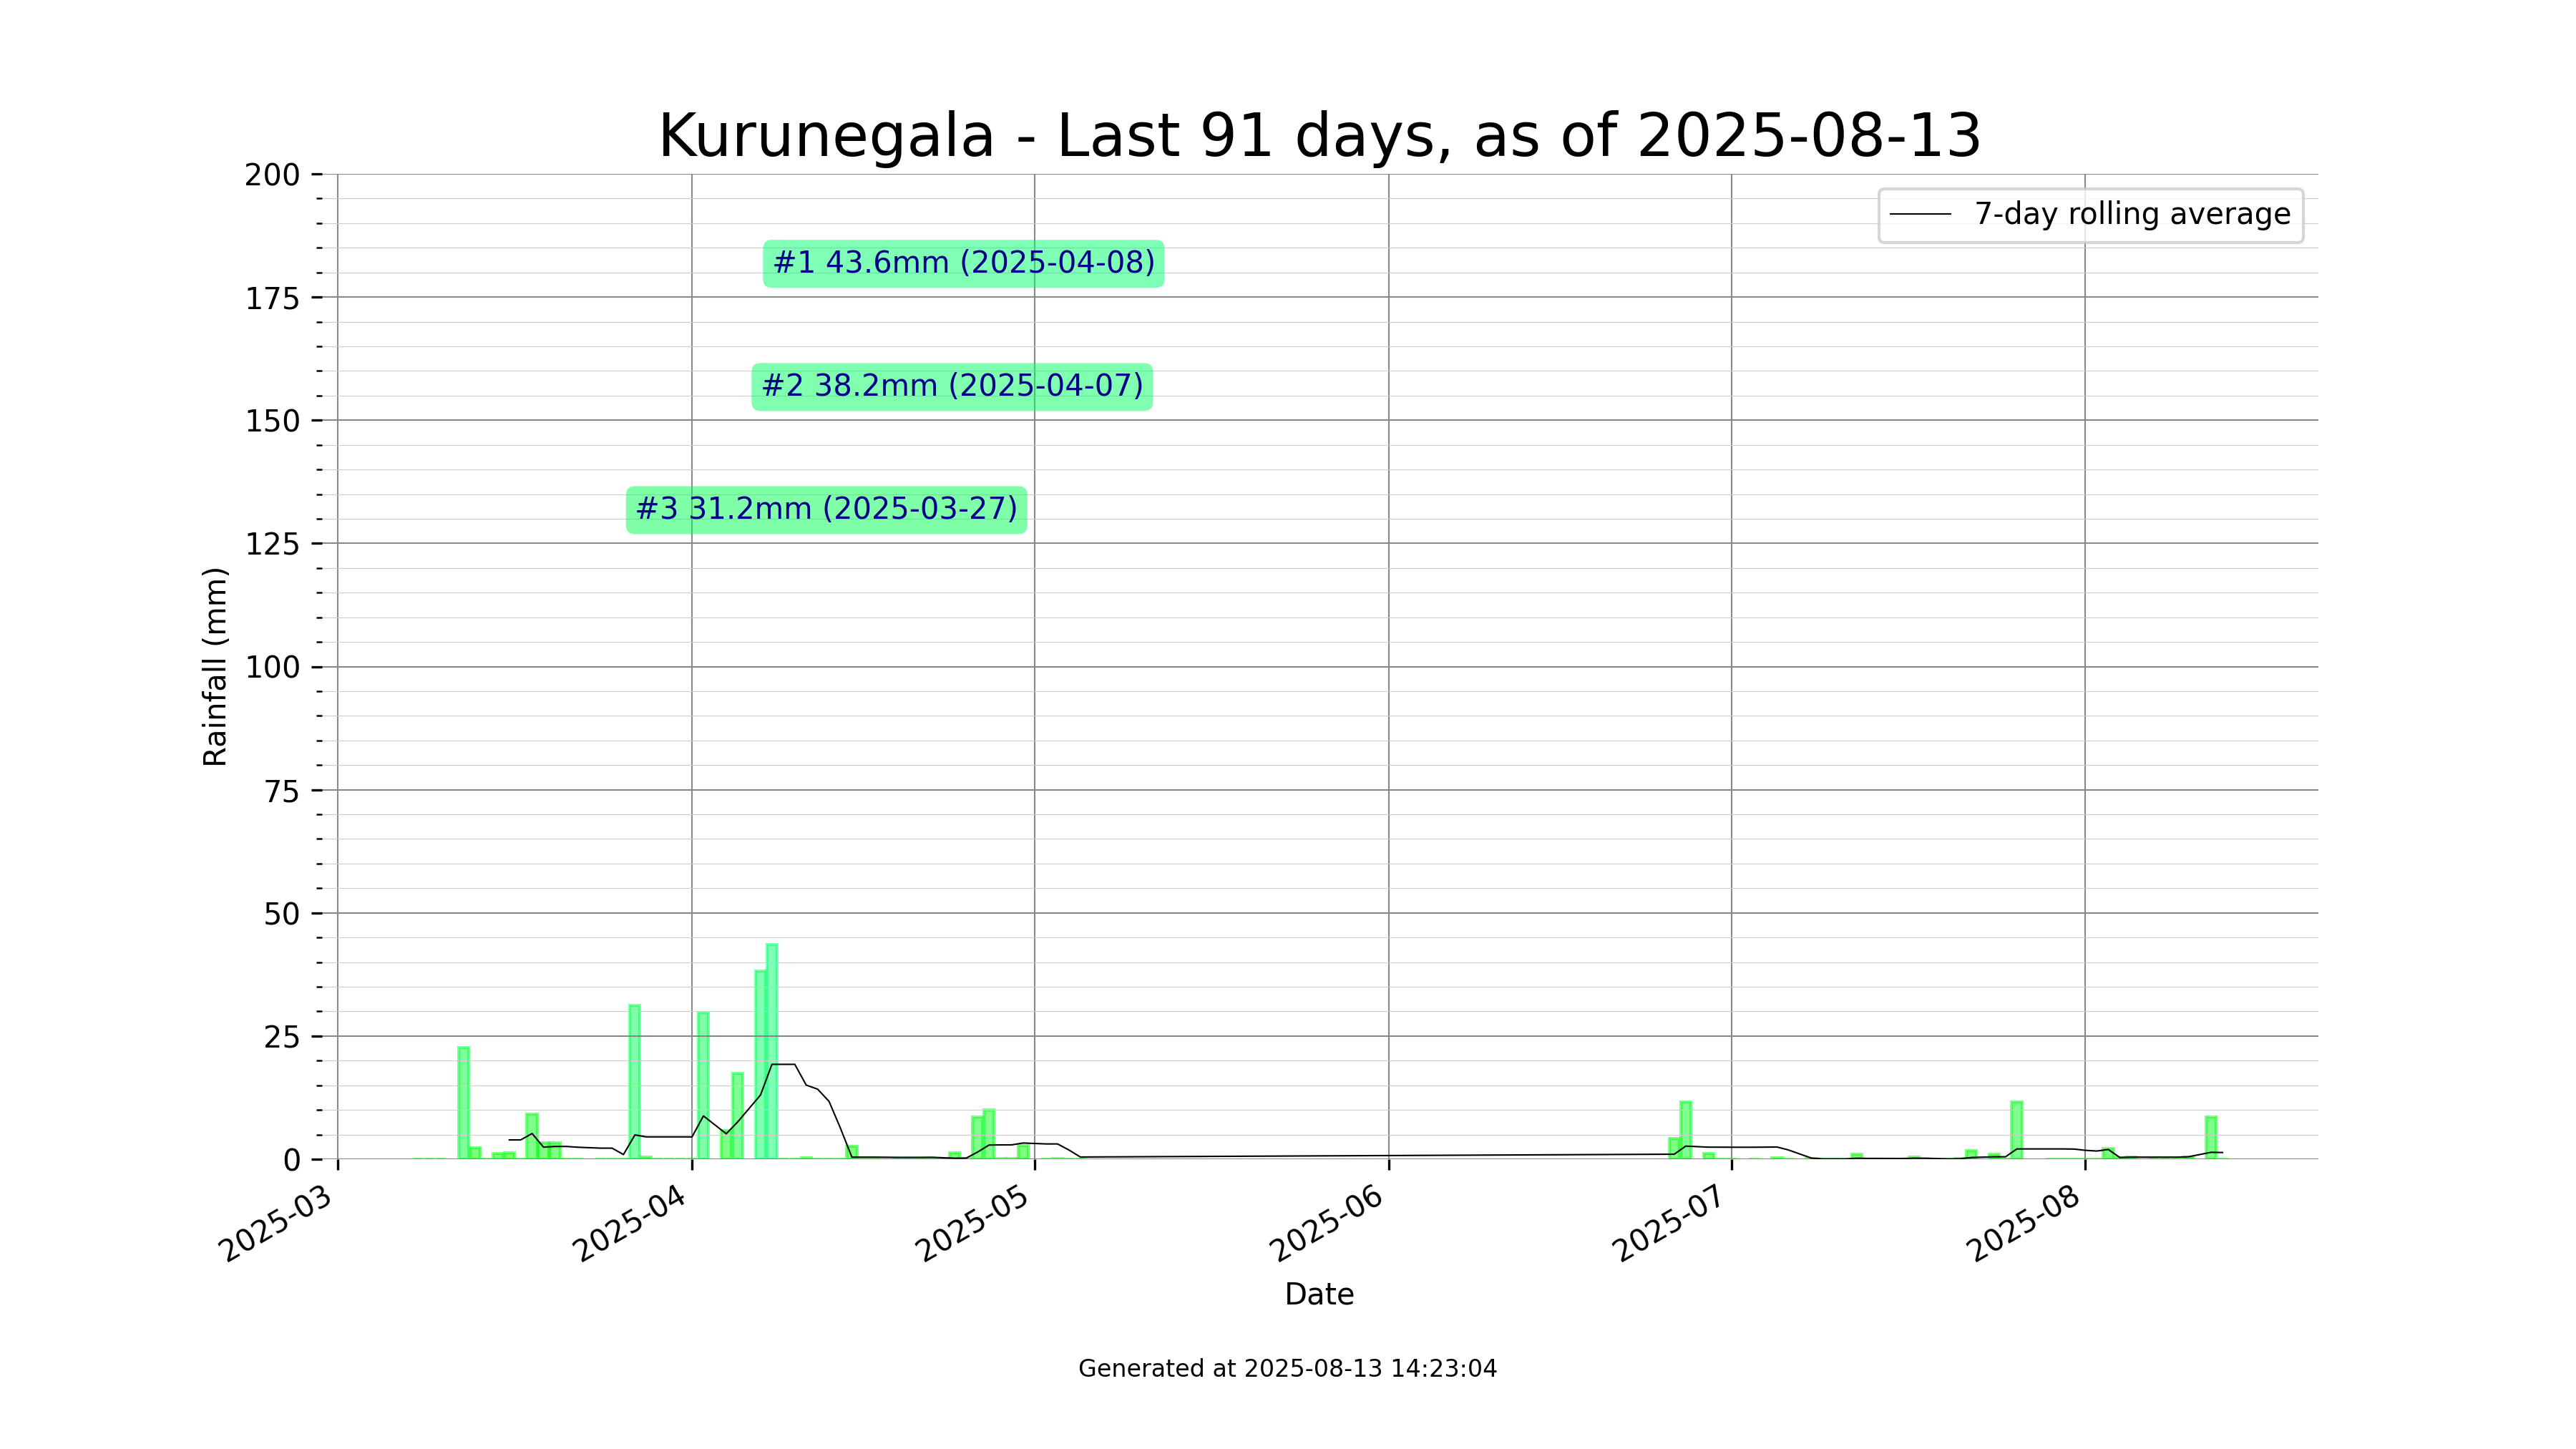 Kurunegala - Last 91 days, as of 2025-08-13
7-day rolling average
#1 43.6mm (2025-04-08)
#2 38.2mm (2025-04-07)
#3 31.2mm (2025-03-27)
Rainfall (mm)
200
175
150
125
100
75
50
25
0
2025-03
2025-04
2025-05
2025-06
2025-07
2025-08
Date
Generated at 2025-08-13 14:23:04